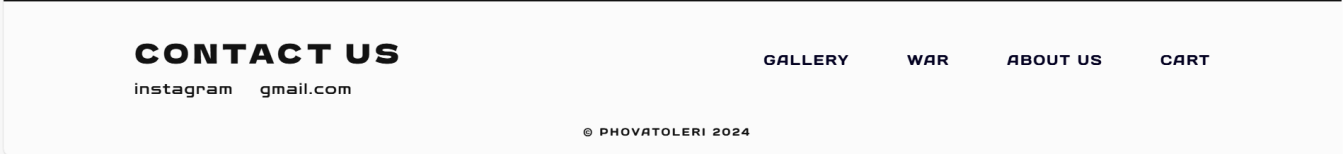 CONTACT US
instagram gmail.com
GALLERY WAR ABOUT US CART
© PHOVATOLERI 2024